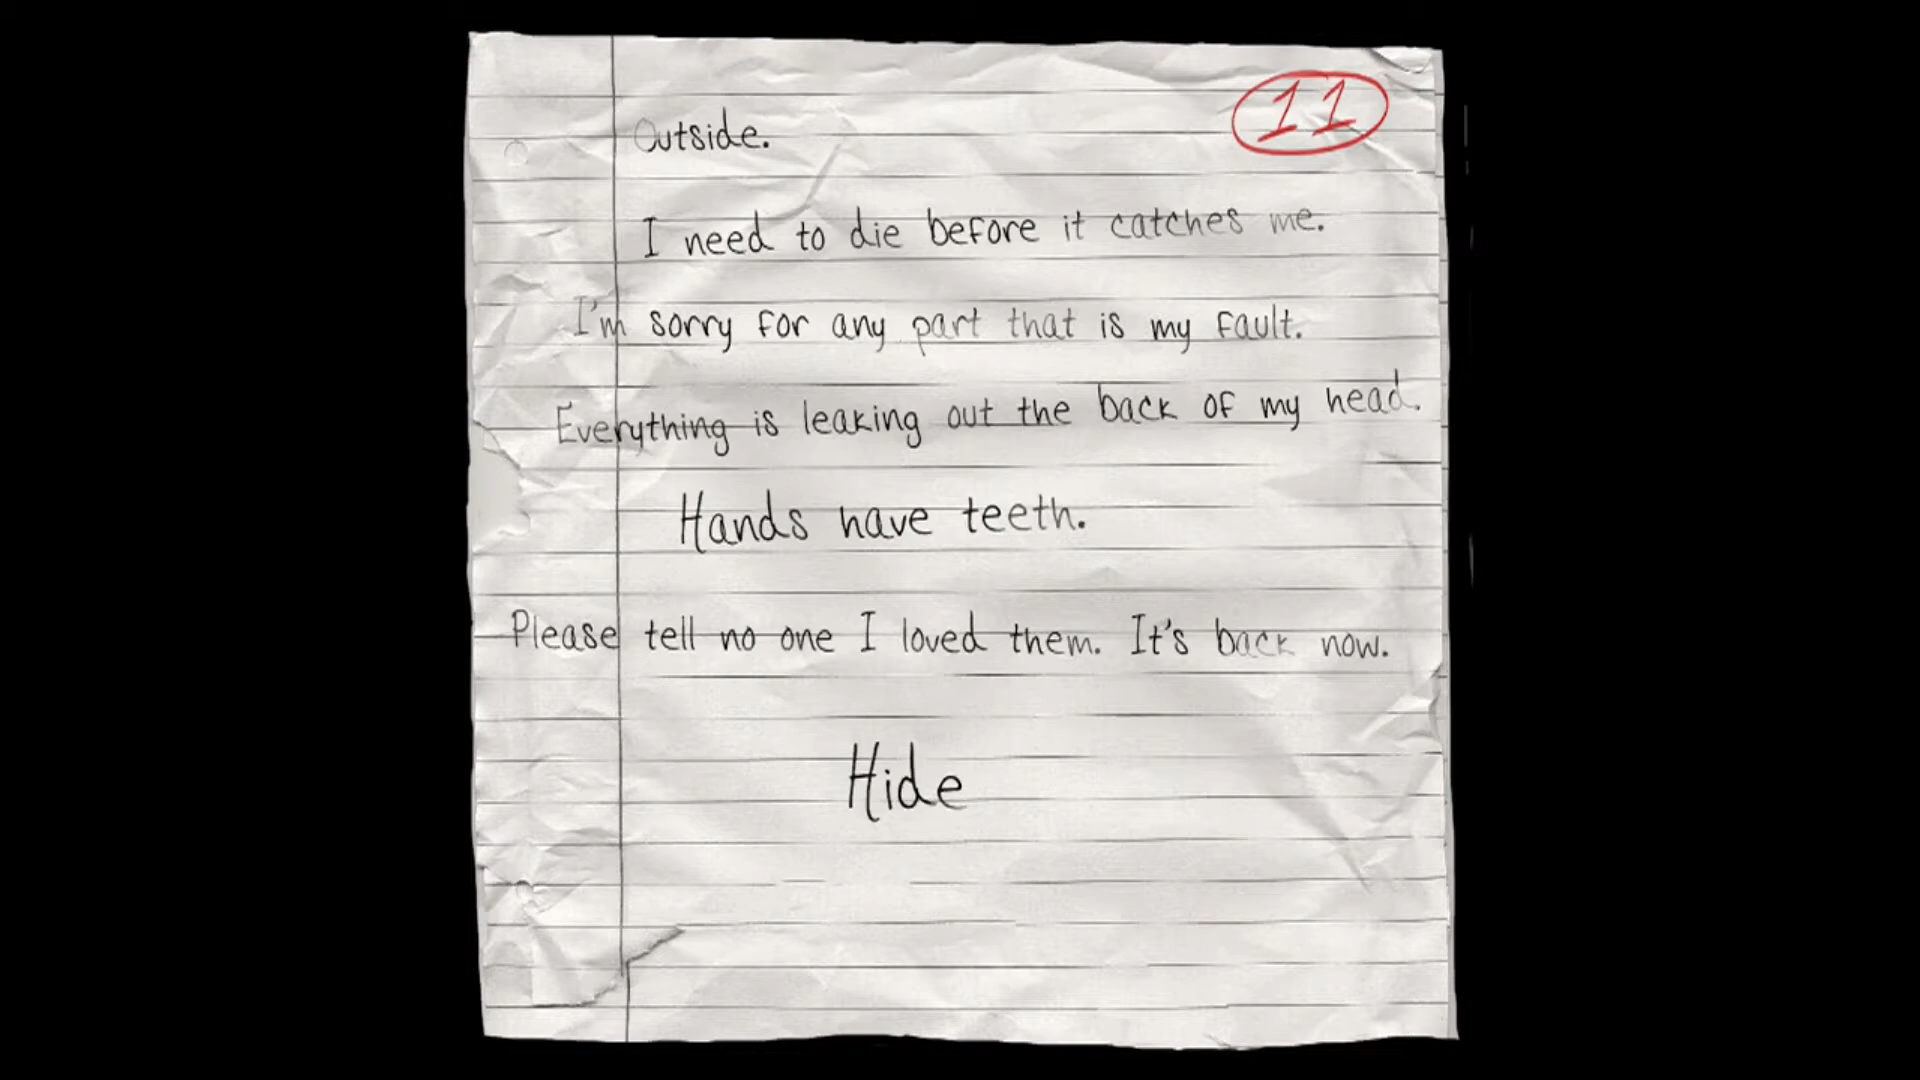 11
Outside.
I need to die before it catches me.
I'm sorry for any part that is my fault.
Everything is leaking out the back of my head.
Hands have teeth.
Please tell no one I loved them. It's back now.
Hide